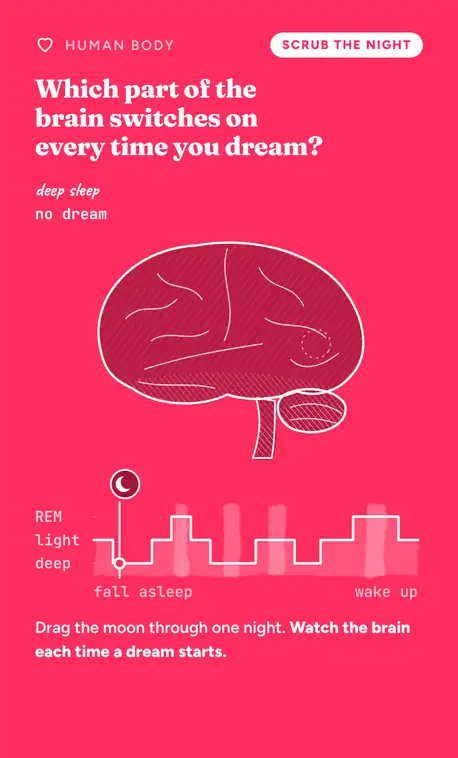 HUMAN BODY
SCRUB THE NIGHT
Which part of the
brain switches on
every time you dream?
deep sleep
no dream
REM
light
deep
fall asleep
wake up
Drag the moon through one night. Watch the brain
each time a dream starts.